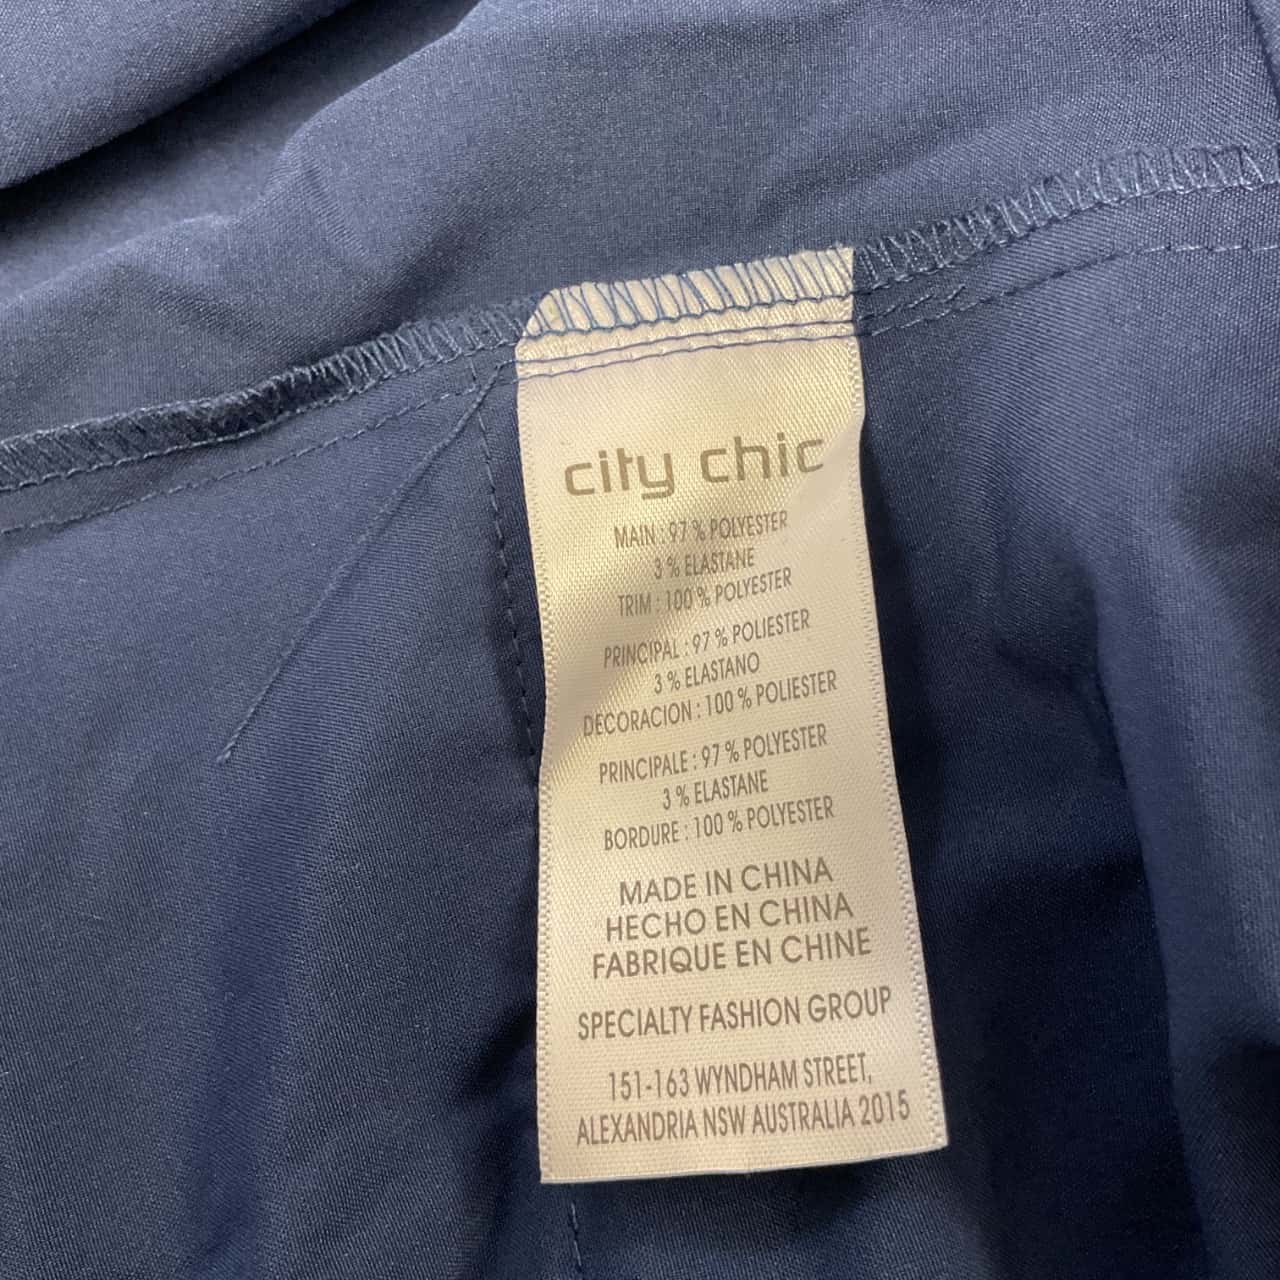 city chic
MAIN : 97 % POLYESTER
3 % ELASTANE
TRIM : 100 % POLYESTER
PRINCIPAL : 97 % POLIESTER
3 % ELASTANO
DECORACION : 100 % POLIESTER
PRINCIPALE : 97 % POLYESTER
3 % ELASTANE
BORDURE : 100 % POLYESTER
MADE IN CHINA
HECHO EN CHINA
FABRIQUE EN CHINE
SPECIALTY FASHION GROUP
151-163 WYNDHAM STREET,
ALEXANDRIA NSW AUSTRALIA 2015